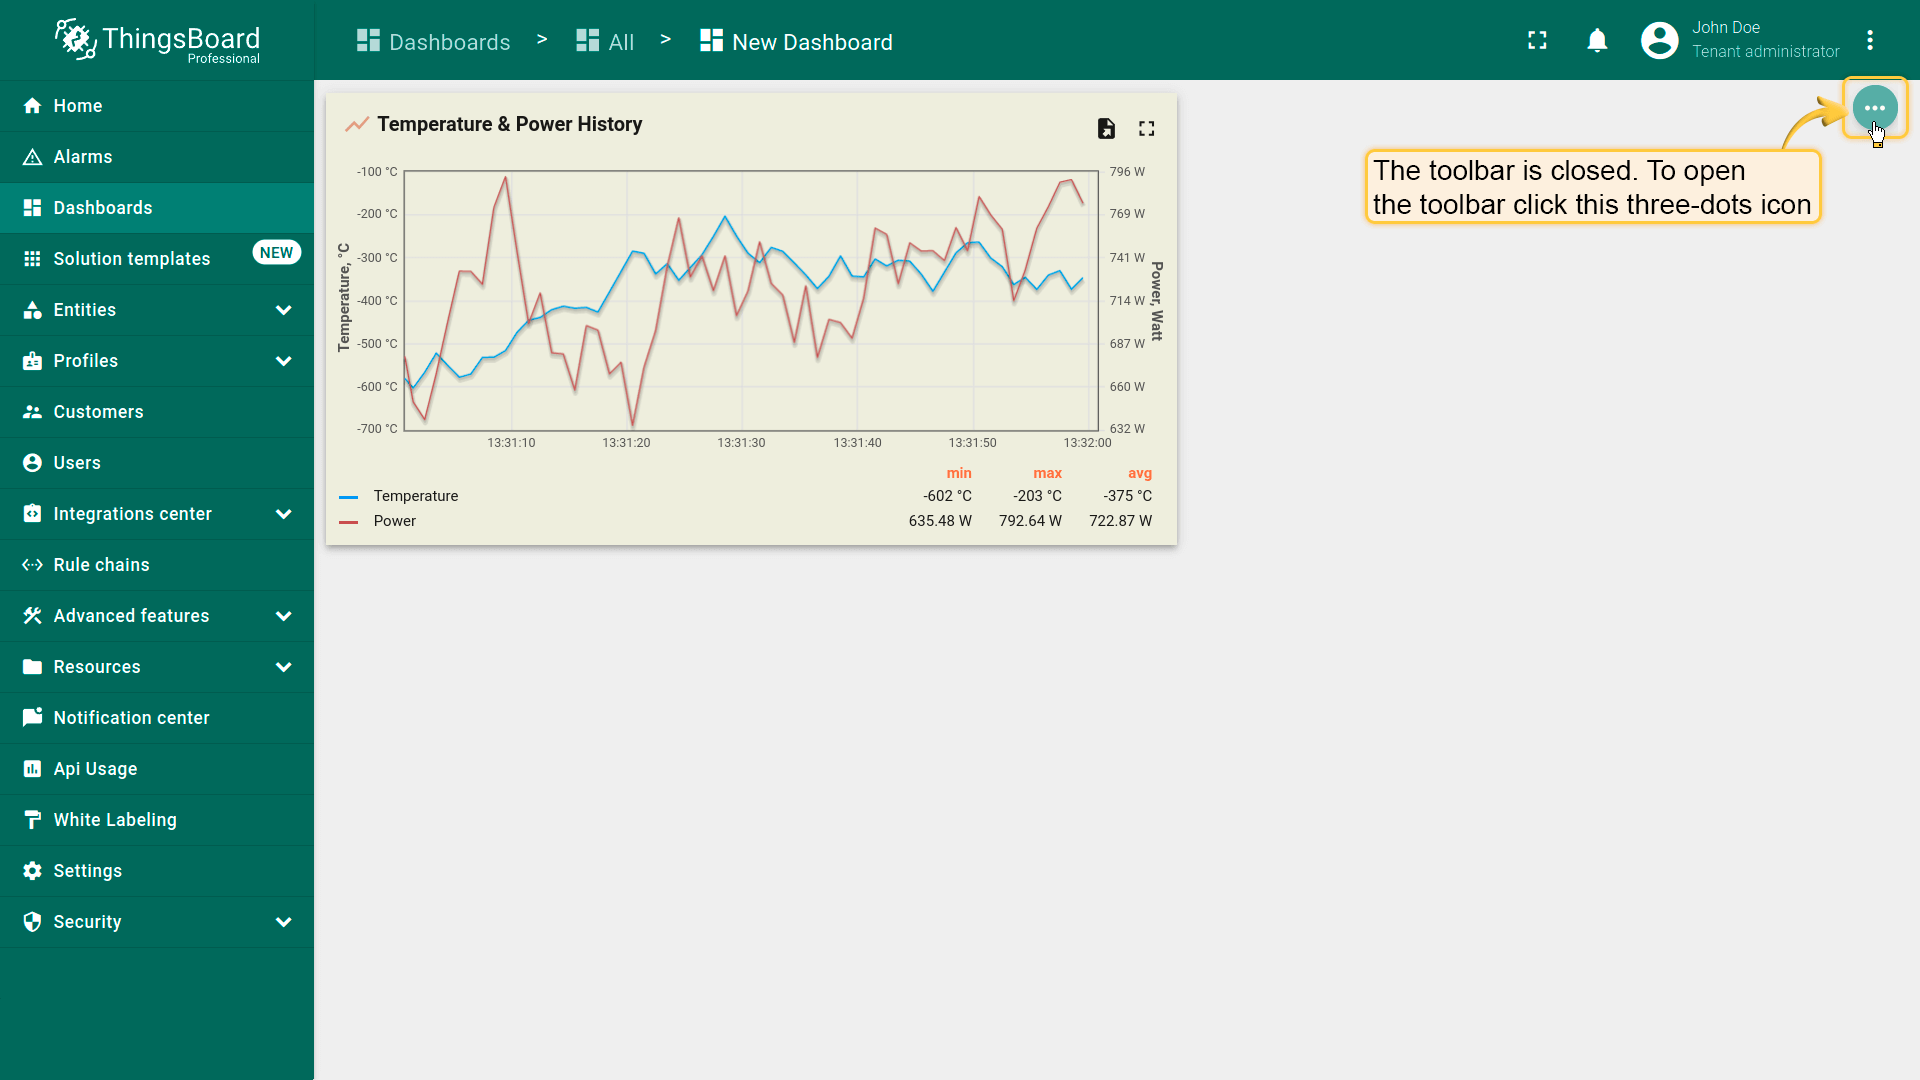 ThingsBoard
Professional
Dashboards > All > New Dashboard
John Doe
Tenant administrator
Home
Alarms
Dashboards
Solution templates NEW
Entities
Profiles
Customers
Users
Integrations center
Rule chains
Advanced features
Resources
Notification center
Api Usage
White Labeling
Settings
Security
Temperature & Power History
Temperature, °C
-100 °C
-200 °C
-300 °C
-400 °C
-500 °C
-600 °C
-700 °C
796 W
769 W
741 W
714 W
687 W
660 W
632 W
Power, Watt
13:31:10 13:31:20 13:31:30 13:31:40 13:31:50 13:32:00
min max avg
Temperature -602 °C -203 °C -375 °C
Power 635.48 W 792.64 W 722.87 W
The toolbar is closed. To open
the toolbar click this three-dots icon